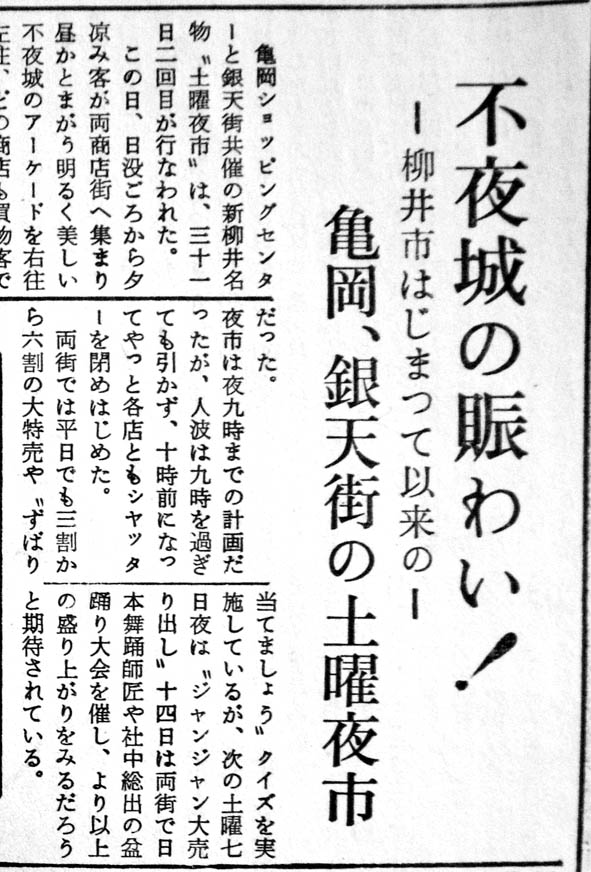 不夜城の賑わい！
ー柳井市はじまつて以来のー
亀岡、銀天街の土曜夜市
亀岡ショッピングセンタ
ーと銀天街共催の新柳井名
物〝土曜夜市〟は、三十一
日二回目が行なわれた。
この日、日没ごろから夕
凉み客が両商店街へ集まり
昼かとまがう明るく美しい
不夜城のアーケードを右往
左往、どの商店も買物客で
だった。
夜市は夜九時までの計画だ
ったが、人波は九時を過ぎ
ても引かず、十時前になっ
てやっと各店ともシヤッタ
ーを閉めはじめた。
両街では平日でも三割か
ら六割の大特売や〝ずばり
当てましょう〟クイズを実
施しているが、次の土曜七
日夜は〝ジャンジャン大売
り出し〟十四日は両街で日
本舞踊師匠や社中総出の盆
踊り大会を催し、より以上
の盛り上がりをみるだろう
と期待されている。